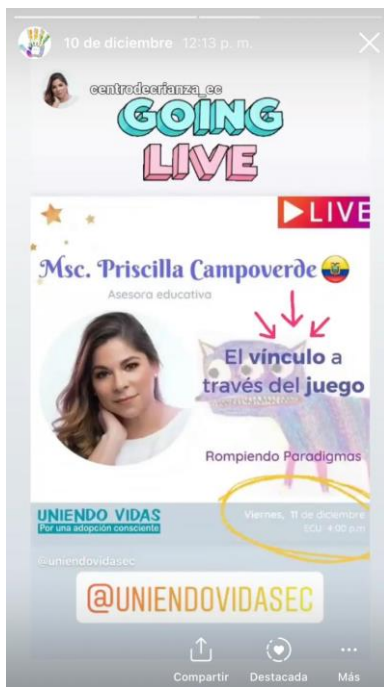 10 de diciembre 12:13 p. m.
centrodecrianza_ec
GOING
LIVE
LIVE
Msc. Priscilla Campoverde
Asesora educativa
El vínculo a
través del juego
Rompiendo Paradigmas
UNIENDO VIDAS
Por una adopción consciente
Viernes, 11 de diciembre
ECU 4:00 p.m
@uniendovidasec
@UNIENDOVIDASEC
Compartir Destacada Más